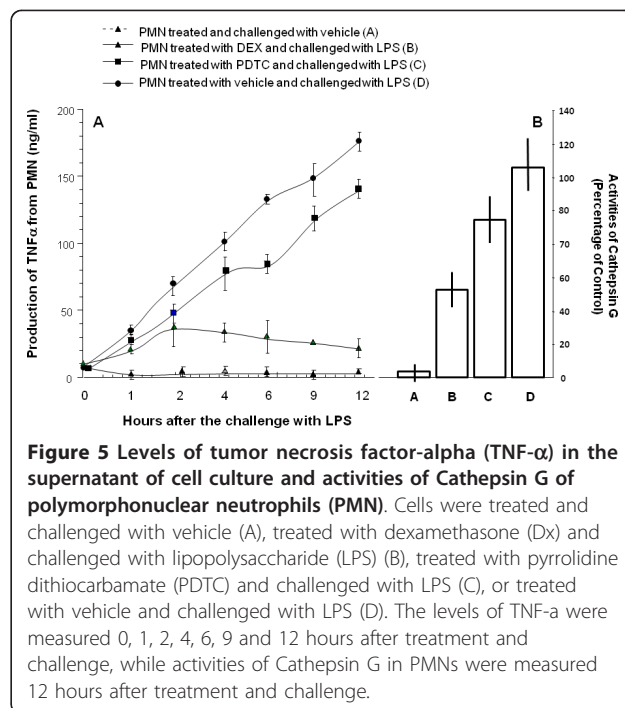 PMN treated and challenged with vehicle (A)
PMN treated with DEX and challenged with LPS (B)
PMN treated with PDTC and challenged with LPS (C)
PMN treated with vehicle and challenged with LPS (D)
200
150
100
50
0
A
Production of TNFα from PMN (ng/ml)
0 1 2 4 6 9 12
Hours after the challenge with LPS
B
140
120
100
80
70
60
40
20
0
Activities of Cathepsin G
(Percentage of Control)
A B C D
Figure 5 Levels of tumor necrosis factor-alpha (TNF-α) in the
supernatant of cell culture and activities of Cathepsin G of
polymorphonuclear neutrophils (PMN). Cells were treated and
challenged with vehicle (A), treated with dexamethasone (Dx) and
challenged with lipopolysaccharide (LPS) (B), treated with pyrrolidine
dithiocarbamate (PDTC) and challenged with LPS (C), or treated
with vehicle and challenged with LPS (D). The levels of TNF-a were
measured 0, 1, 2, 4, 6, 9 and 12 hours after treatment and
challenge, while activities of Cathepsin G in PMNs were measured
12 hours after treatment and challenge.